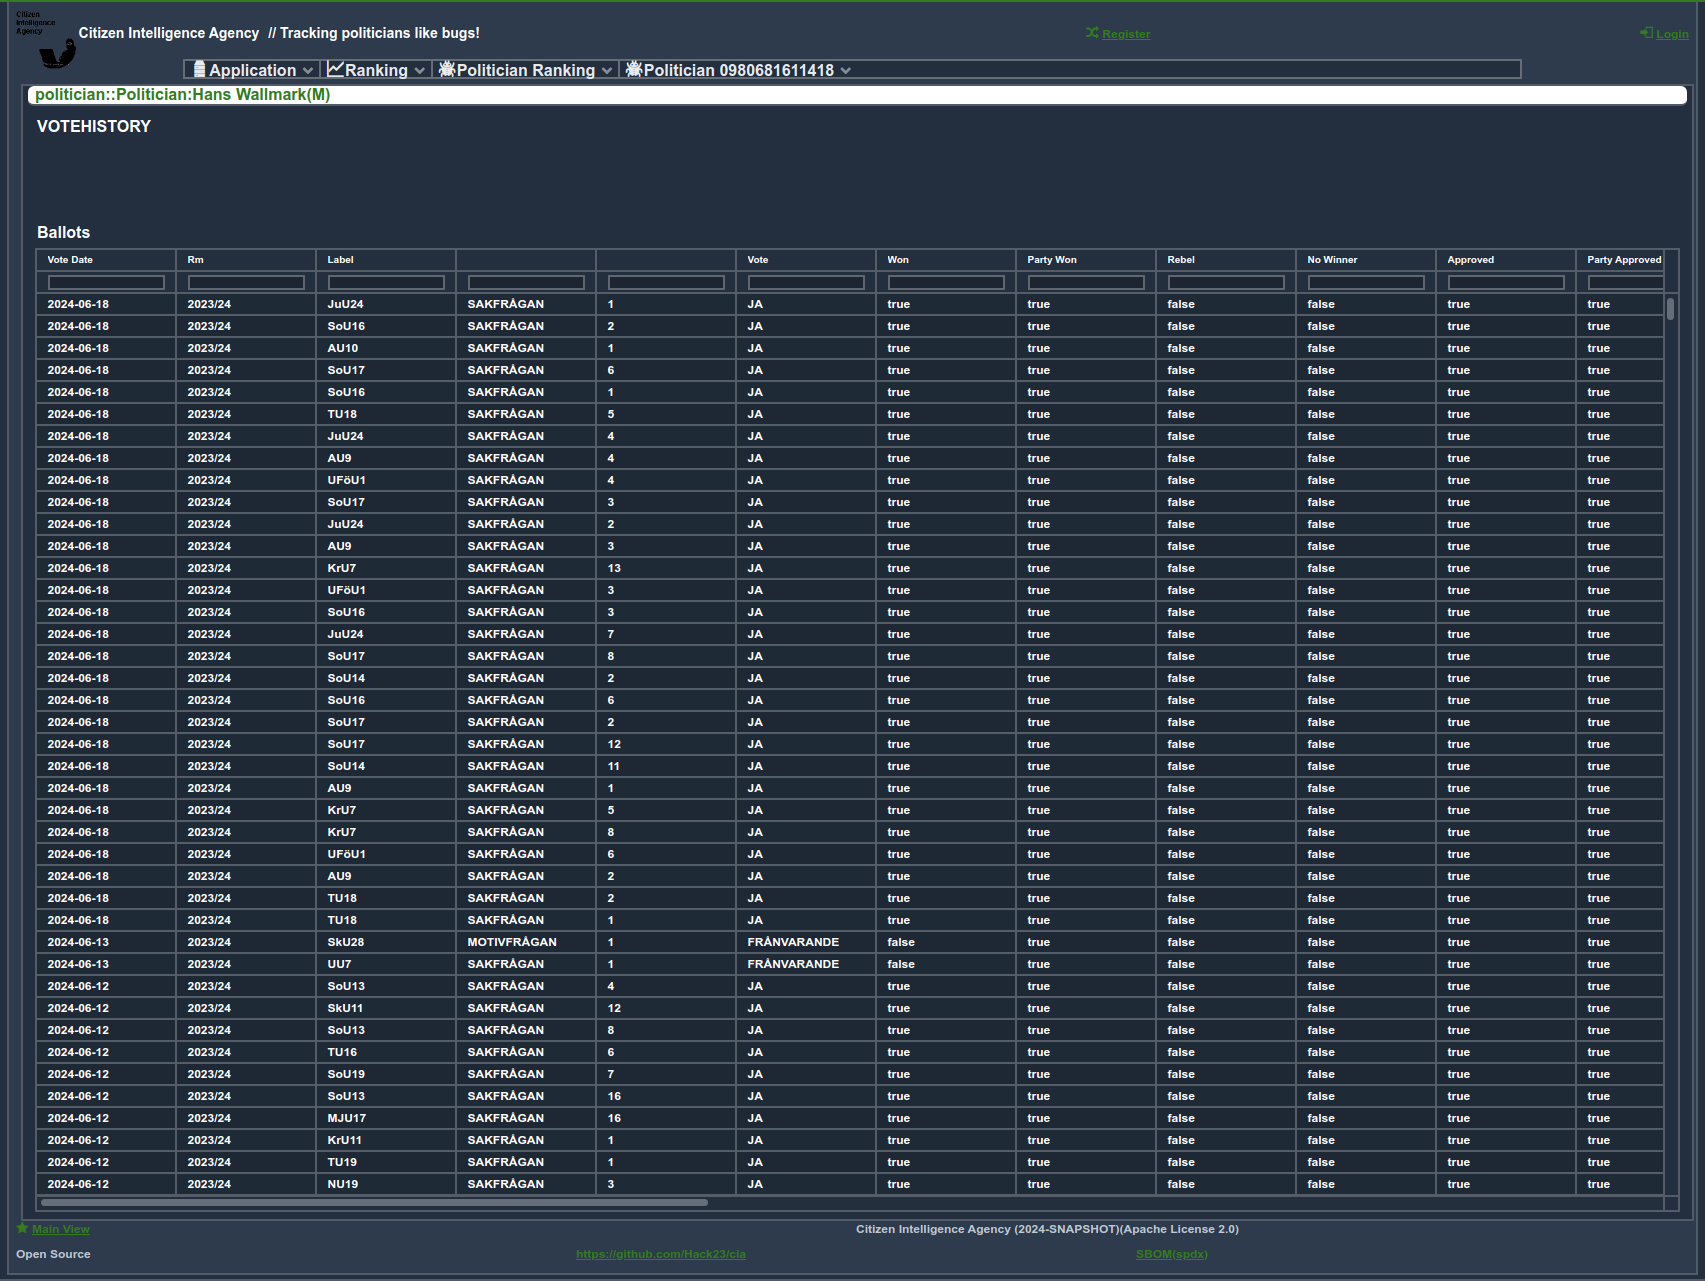 Citizen
Intelligence
Agency
Citizen Intelligence Agency // Tracking politicians like bugs!
Register
Login
Application Ranking Politician Ranking Politician 0980681611418
politician::Politician:Hans Wallmark(M)
VOTEHISTORY
Ballots
Vote Date Rm Label Vote Won Party Won Rebel No Winner Approved Party Approved
2024-06-18 2023/24 JuU24 SAKFRÅGAN 1 JA true true false false true true
2024-06-18 2023/24 SoU16 SAKFRÅGAN 2 JA true true false false true true
2024-06-18 2023/24 AU10 SAKFRÅGAN 1 JA true true false false true true
2024-06-18 2023/24 SoU17 SAKFRÅGAN 6 JA true true false false true true
2024-06-18 2023/24 SoU16 SAKFRÅGAN 1 JA true true false false true true
2024-06-18 2023/24 TU18 SAKFRÅGAN 5 JA true true false false true true
2024-06-18 2023/24 JuU24 SAKFRÅGAN 4 JA true true false false true true
2024-06-18 2023/24 AU9 SAKFRÅGAN 4 JA true true false false true true
2024-06-18 2023/24 UFöU1 SAKFRÅGAN 4 JA true true false false true true
2024-06-18 2023/24 SoU17 SAKFRÅGAN 3 JA true true false false true true
2024-06-18 2023/24 JuU24 SAKFRÅGAN 2 JA true true false false true true
2024-06-18 2023/24 AU9 SAKFRÅGAN 3 JA true true false false true true
2024-06-18 2023/24 KrU7 SAKFRÅGAN 13 JA true true false false true true
2024-06-18 2023/24 UFöU1 SAKFRÅGAN 3 JA true true false false true true
2024-06-18 2023/24 SoU16 SAKFRÅGAN 3 JA true true false false true true
2024-06-18 2023/24 JuU24 SAKFRÅGAN 7 JA true true false false true true
2024-06-18 2023/24 SoU17 SAKFRÅGAN 8 JA true true false false true true
2024-06-18 2023/24 SoU14 SAKFRÅGAN 2 JA true true false false true true
2024-06-18 2023/24 SoU16 SAKFRÅGAN 6 JA true true false false true true
2024-06-18 2023/24 SoU17 SAKFRÅGAN 2 JA true true false false true true
2024-06-18 2023/24 SoU17 SAKFRÅGAN 12 JA true true false false true true
2024-06-18 2023/24 SoU14 SAKFRÅGAN 11 JA true true false false true true
2024-06-18 2023/24 AU9 SAKFRÅGAN 1 JA true true false false true true
2024-06-18 2023/24 KrU7 SAKFRÅGAN 5 JA true true false false true true
2024-06-18 2023/24 KrU7 SAKFRÅGAN 8 JA true true false false true true
2024-06-18 2023/24 UFöU1 SAKFRÅGAN 6 JA true true false false true true
2024-06-18 2023/24 AU9 SAKFRÅGAN 2 JA true true false false true true
2024-06-18 2023/24 TU18 SAKFRÅGAN 2 JA true true false false true true
2024-06-18 2023/24 TU18 SAKFRÅGAN 1 JA true true false false true true
2024-06-13 2023/24 SkU28 MOTIVFRÅGAN 1 FRÅNVARANDE false true false false true true
2024-06-13 2023/24 UU7 SAKFRÅGAN 1 FRÅNVARANDE false true false false true true
2024-06-12 2023/24 SoU13 SAKFRÅGAN 4 JA true true false false true true
2024-06-12 2023/24 SkU11 SAKFRÅGAN 12 JA true true false false true true
2024-06-12 2023/24 SoU13 SAKFRÅGAN 8 JA true true false false true true
2024-06-12 2023/24 TU16 SAKFRÅGAN 6 JA true true false false true true
2024-06-12 2023/24 SoU19 SAKFRÅGAN 7 JA true true false false true true
2024-06-12 2023/24 SoU13 SAKFRÅGAN 16 JA true true false false true true
2024-06-12 2023/24 MJU17 SAKFRÅGAN 16 JA true true false false true true
2024-06-12 2023/24 KrU11 SAKFRÅGAN 1 JA true true false false true true
2024-06-12 2023/24 TU19 SAKFRÅGAN 1 JA true true false false true true
2024-06-12 2023/24 NU19 SAKFRÅGAN 3 JA true true false false true true
Main View Citizen Intelligence Agency (2024-SNAPSHOT)(Apache License 2.0)
Open Source https://github.com/Hack23/cia SBOM(spdx)